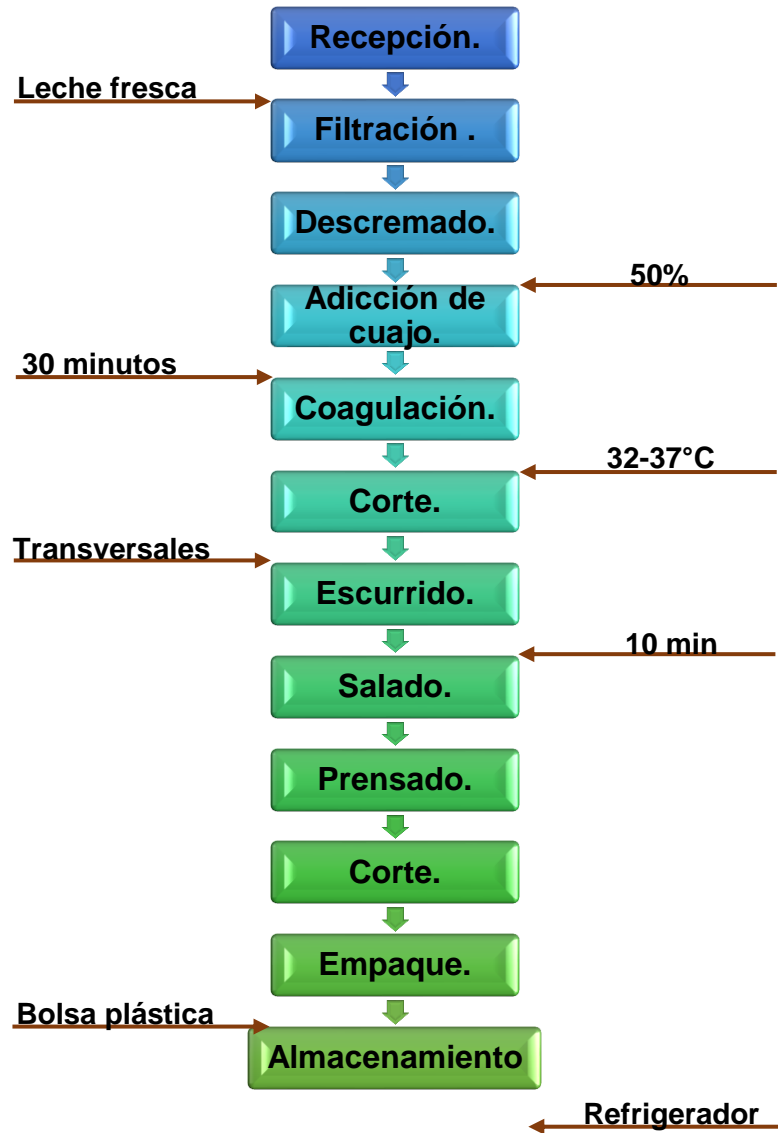 Recepción.
Leche fresca
Filtración .
Descremado.
50%
Adicción de
cuajo.
30 minutos
Coagulación.
32-37°C
Corte.
Transversales
Escurrido.
10 min
Salado.
Prensado.
Corte.
Empaque.
Bolsa plástica
Almacenamiento
Refrigerador